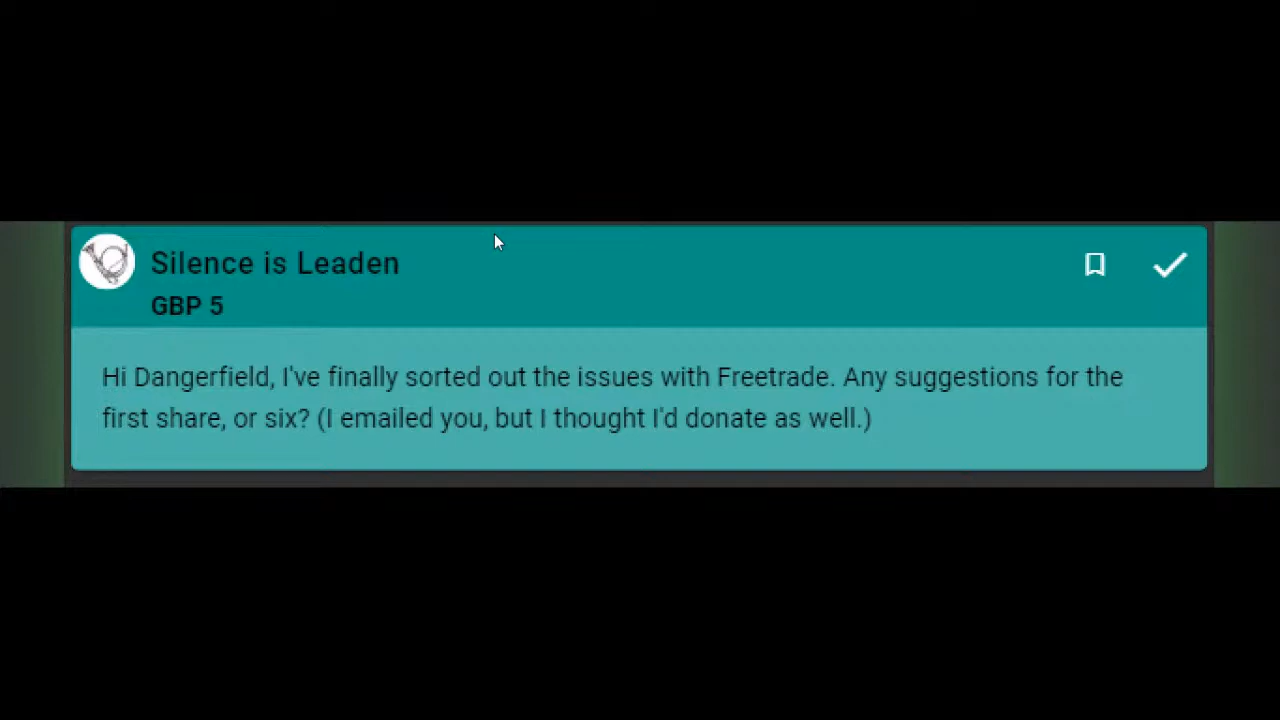 Silence is Leaden
GBP 5
Hi Dangerfield, I've finally sorted out the issues with Freetrade. Any suggestions for the
first share, or six? (I emailed you, but I thought I'd donate as well.)